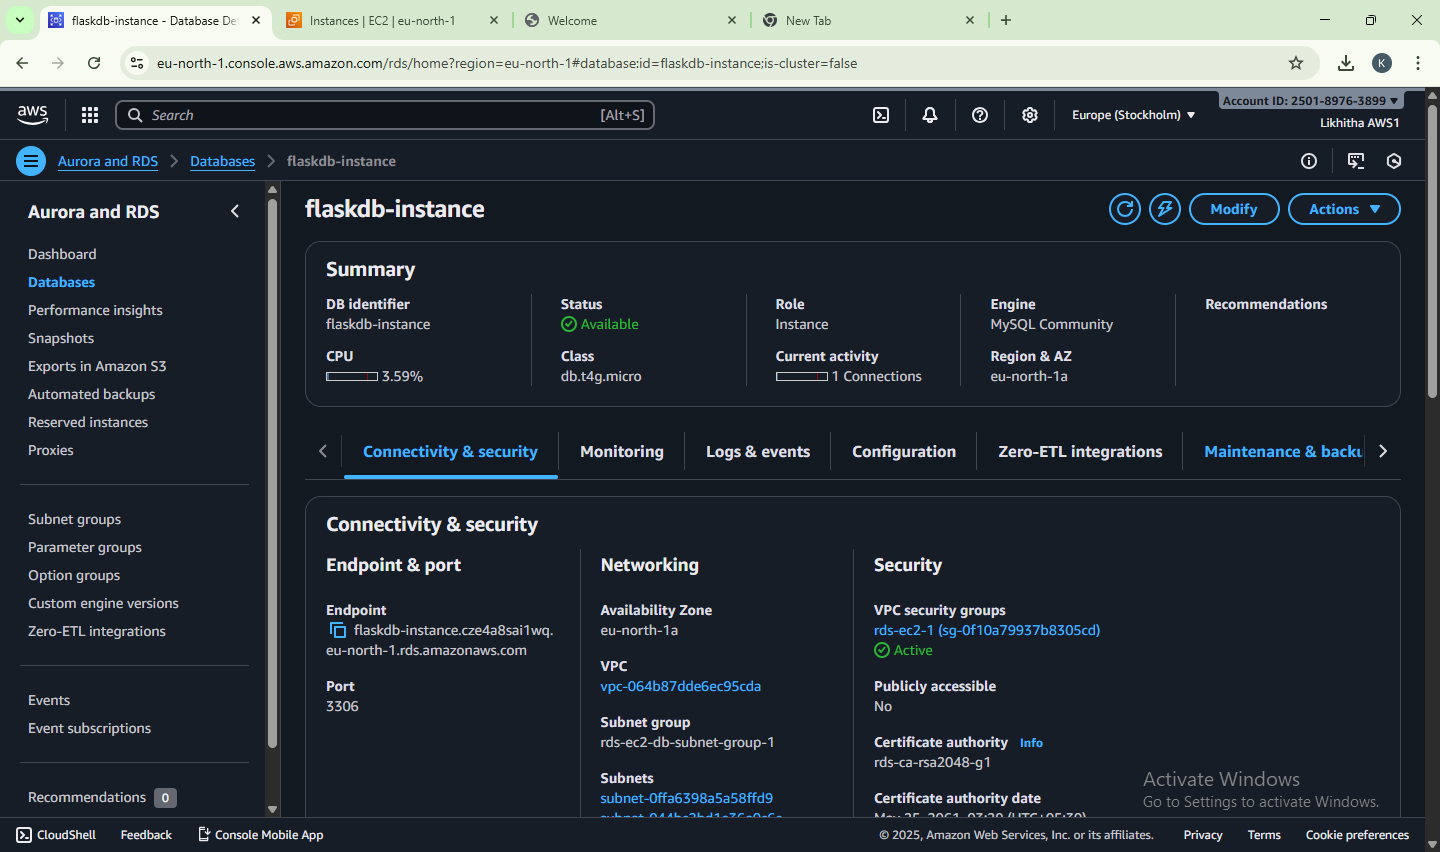 flaskdb-instance - Database De
Instances | EC2 | eu-north-1
Welcome
New Tab
eu-north-1.console.aws.amazon.com/rds/home?region=eu-north-1#database:id=flaskdb-instance;is-cluster=false
K
aws
Search
[Alt+S]
Europe (Stockholm)
Account ID: 2501-8976-3899
Likhitha AWS1
Aurora and RDS
Databases
flaskdb-instance
Aurora and RDS
Dashboard
Databases
Performance insights
Snapshots
Exports in Amazon S3
Automated backups
Reserved instances
Proxies
Subnet groups
Parameter groups
Option groups
Custom engine versions
Zero-ETL integrations
Events
Event subscriptions
Recommendations 0
flaskdb-instance
Modify
Actions
Summary
DB identifier
flaskdb-instance
CPU
3.59%
Status
Available
Class
db.t4g.micro
Role
Instance
Current activity
1 Connections
Engine
MySQL Community
Region & AZ
eu-north-1a
Recommendations
Connectivity & security
Monitoring
Logs & events
Configuration
Zero-ETL integrations
Maintenance & backu
Connectivity & security
Endpoint & port
Endpoint
flaskdb-instance.cze4a8sai1wq.
eu-north-1.rds.amazonaws.com
Port
3306
Networking
Availability Zone
eu-north-1a
VPC
vpc-064b87dde6ec95cda
Subnet group
rds-ec2-db-subnet-group-1
Subnets
subnet-0ffa6398a5a58ffd9
Security
VPC security groups
rds-ec2-1 (sg-0f10a79937b8305cd)
Active
Publicly accessible
No
Certificate authority Info
rds-ca-rsa2048-g1
Certificate authority date
Activate Windows
Go to Settings to activate Windows.
CloudShell
Feedback
Console Mobile App
© 2025, Amazon Web Services, Inc. or its affiliates.
Privacy
Terms
Cookie preferences